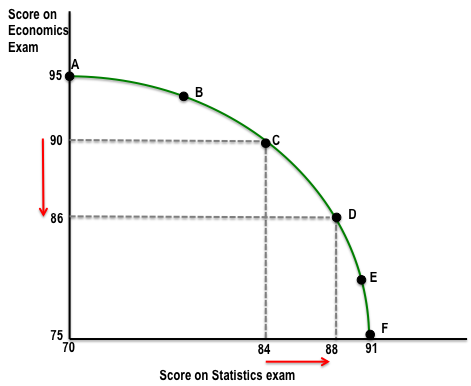 Score on
Economics
Exam
A
95
B
90
C
86
D
E
75
F
70
84
88
91
Score on Statistics exam